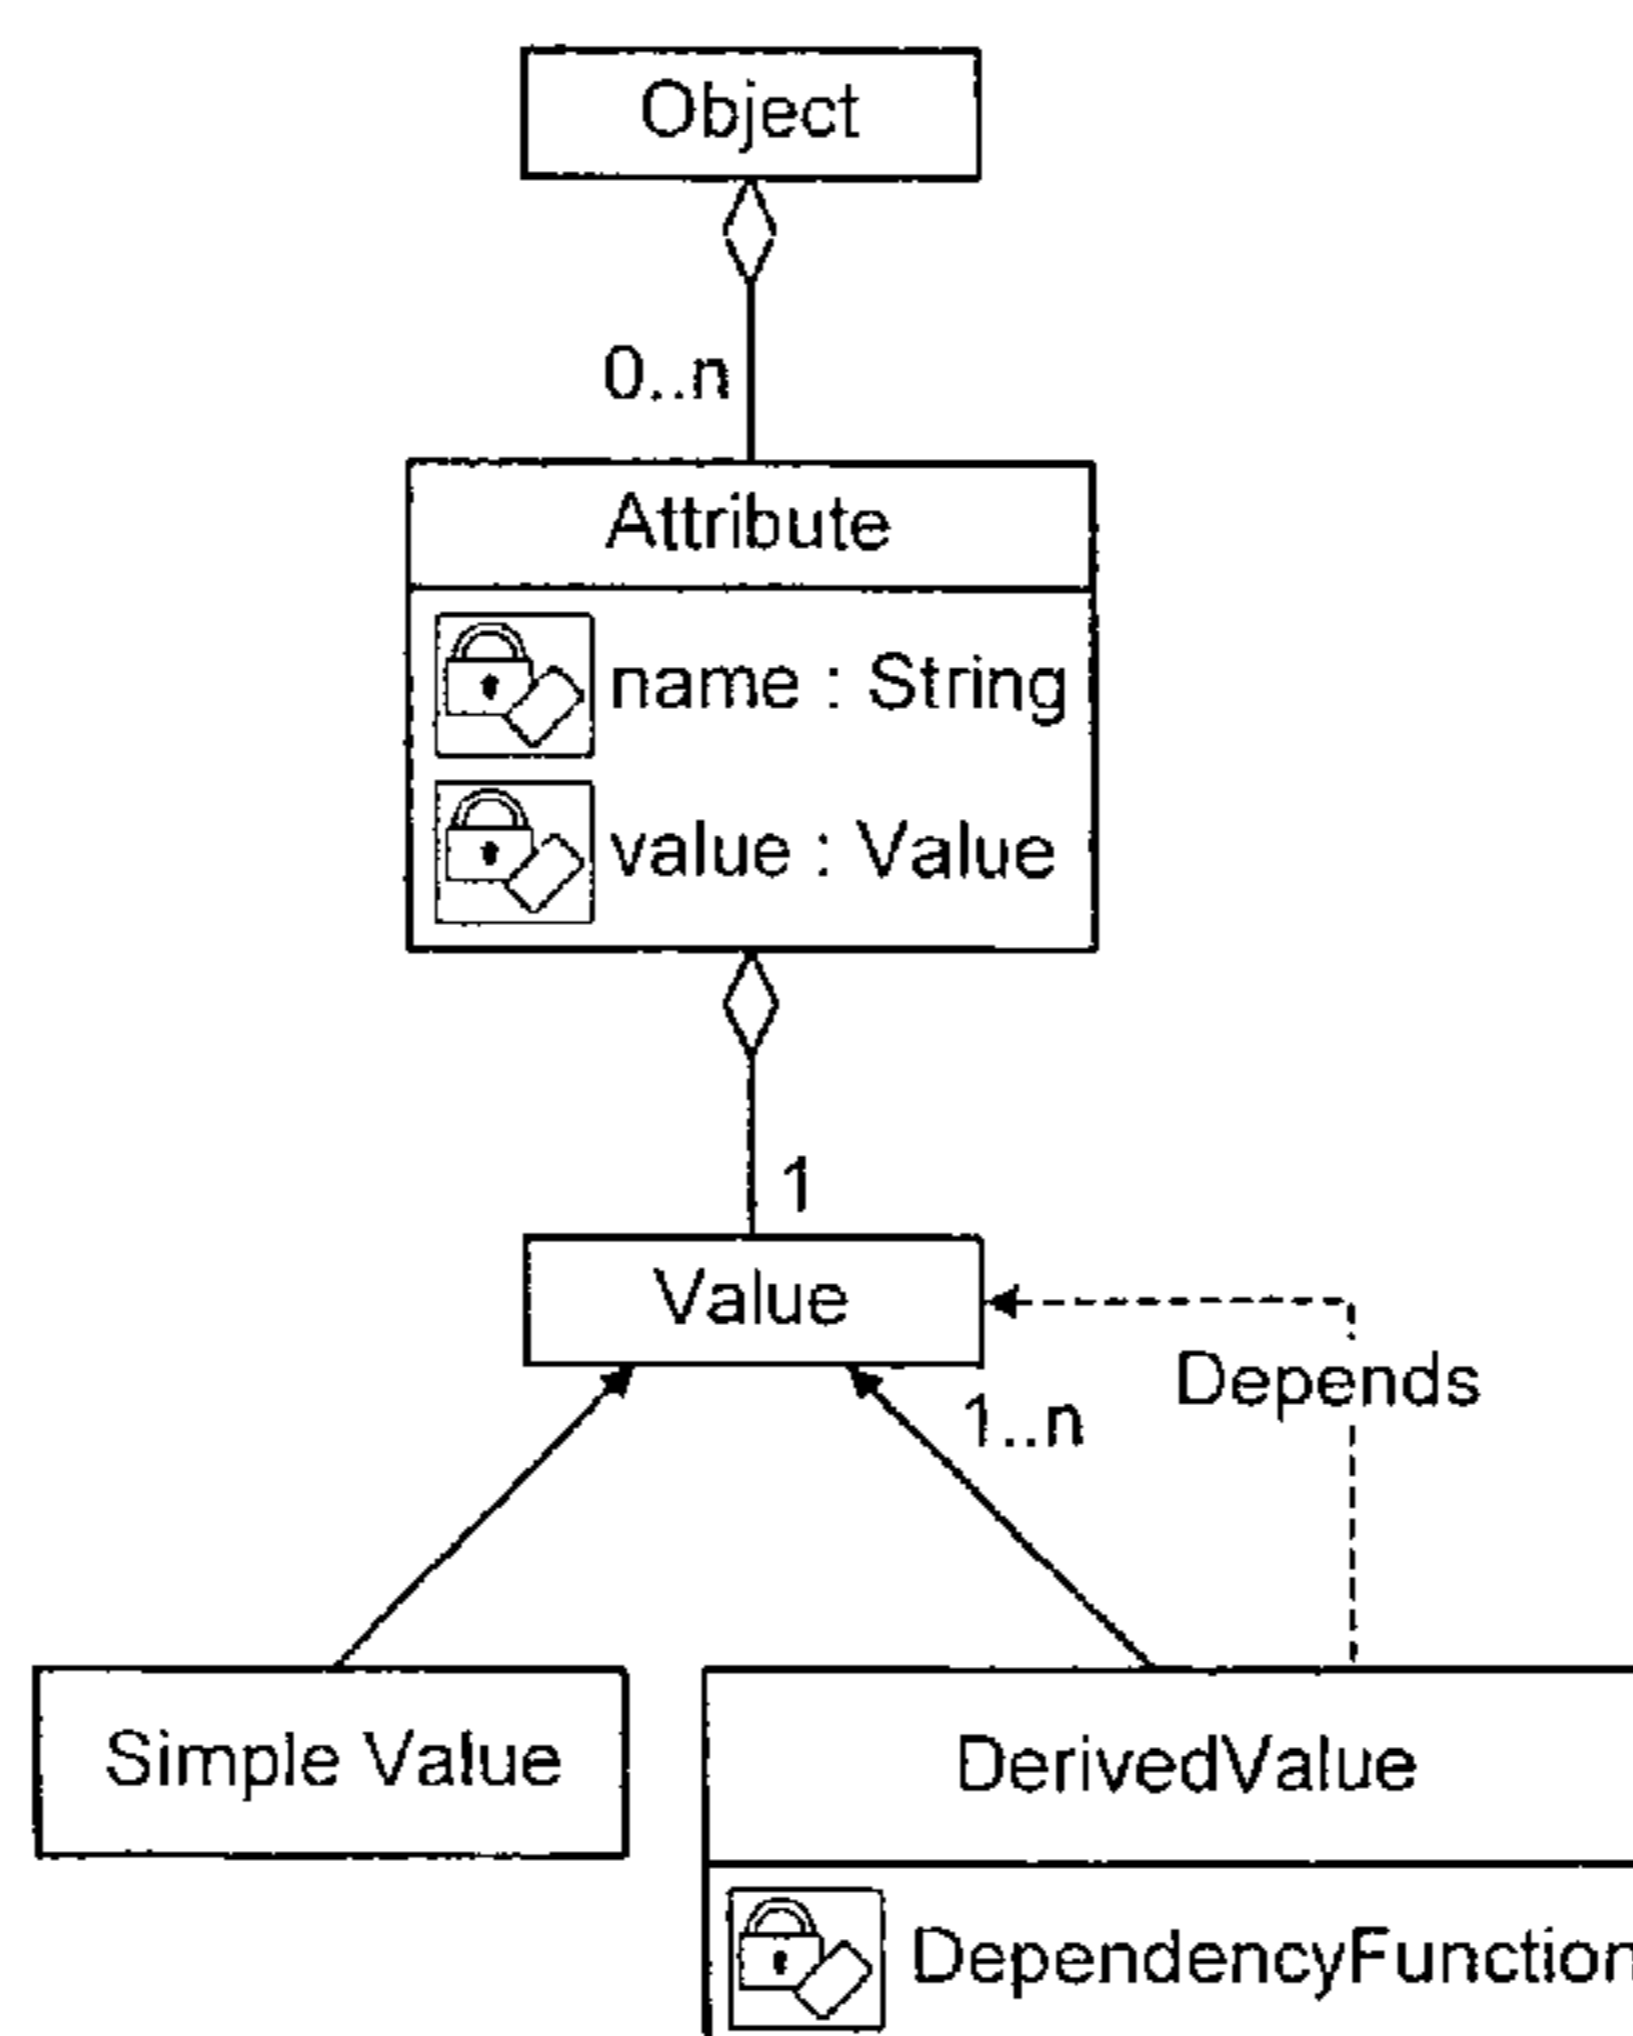 Object
0..n
Attribute
name : String
value : Value
1
Value
Depends
1..n
Simple Value
DerivedValue
DependencyFunction